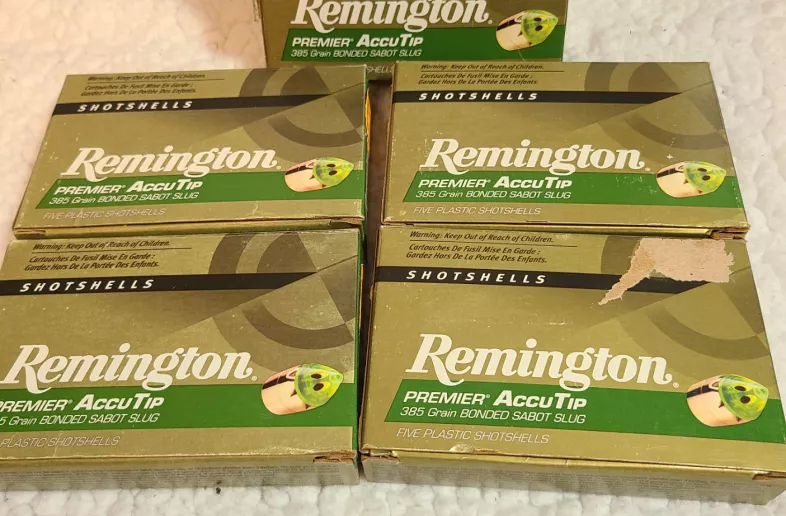 Remington.
PREMIER® ACCUTIP
385 Grain BONDED SABOT SLUG
SHELLS
Warning: Keep Out of Reach of Children.
Cartouches De Fusil Mise En Garde :
Gardez Hors De La Portée Des Enfants.
SHOTSHELLS
Remington.
PREMIER® ACCUTIP
385 Grain BONDED SABOT SLUG
FIVE PLASTIC SHOTSHELLS
Warning: Keep Out of Reach of Children.
Cartouches De Fusil Mise En Garde :
Gardez Hors De La Portée Des Enfants.
SHOTSHELLS
Remington.
PREMIER® ACCUTIP
385 Grain BONDED SABOT SLUG
FIVE PLASTIC SHOTSHELLS
Warning: Keep Out of Reach of Children.
Cartouches De Fusil Mise En Garde :
Gardez Hors De La Portée Des Enfants.
SHOTSHELLS
Remington.
PREMIER® ACCUTIP
5 Grain BONDED SABOT SLUG
PLASTIC SHOTSHELLS
Warning: Keep Out of Reach of Children.
Cartouches De Fusil Mise En Garde :
Gardez Hors De La Portée Des Enfants.
SHOTSHELLS
Remington.
PREMIER® ACCUTIP
385 Grain BONDED SABOT SLUG
FIVE PLASTIC SHOTSHELLS